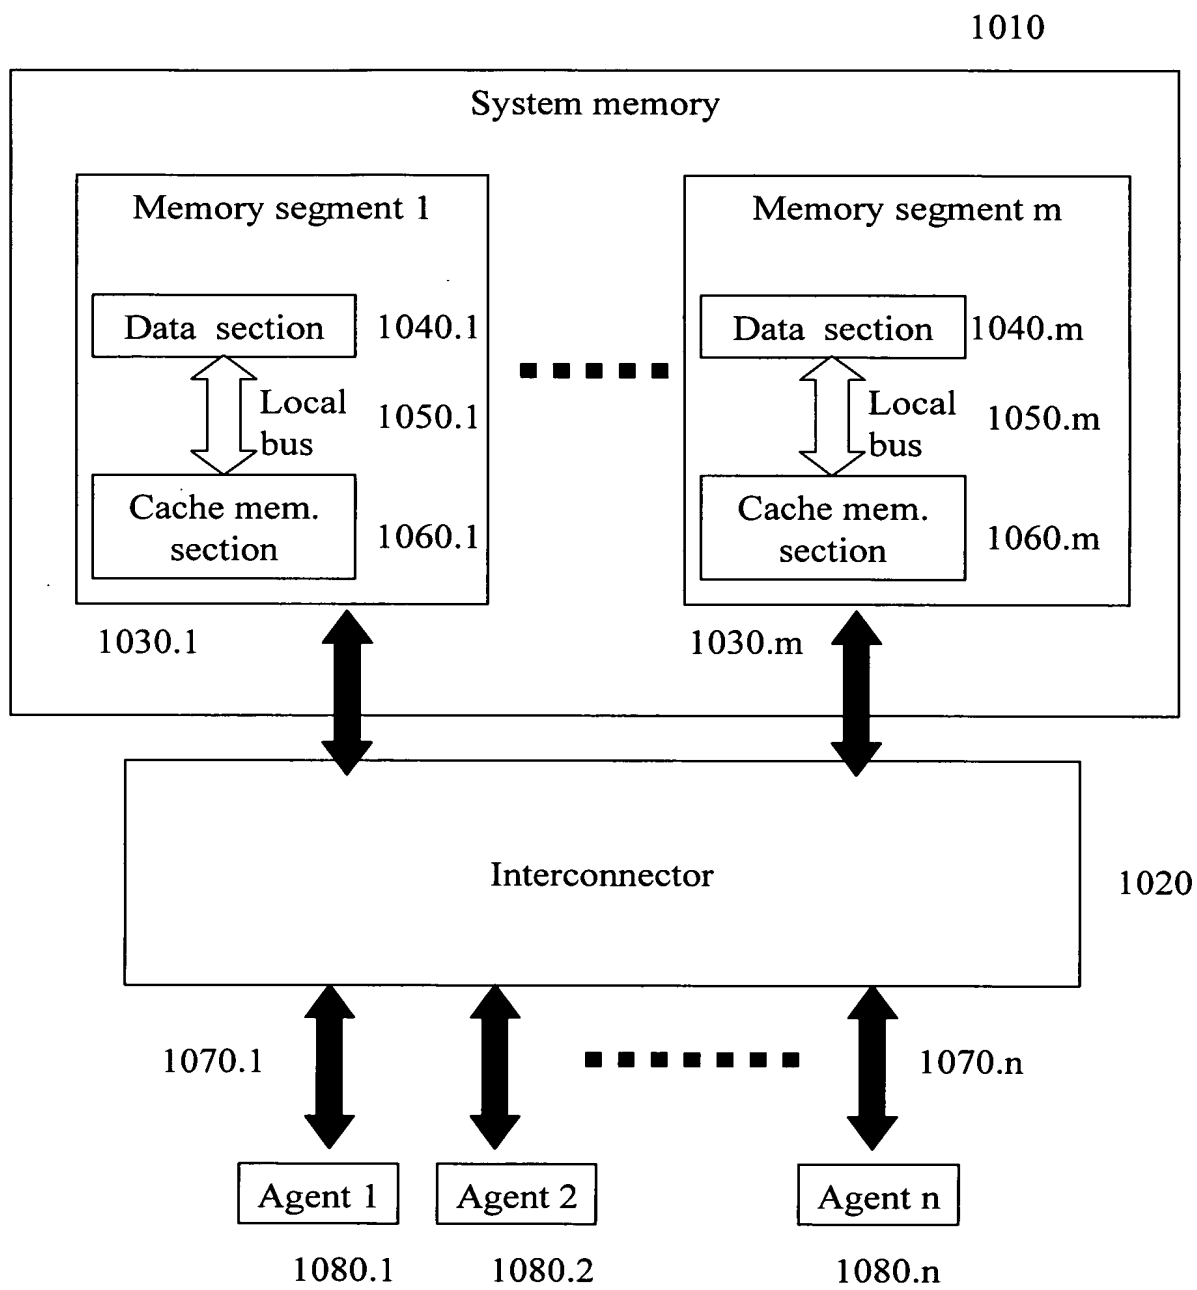 1010
System memory
Memory segment 1
Memory segment m
Data section
1040.1
Data section
1040.m
Local
bus
1050.1
Local
bus
1050.m
Cache mem.
section
1060.1
Cache mem.
section
1060.m
1030.1
1030.m
Interconnector
1020
1070.1
1070.n
Agent 1
Agent 2
Agent n
1080.1
1080.2
1080.n